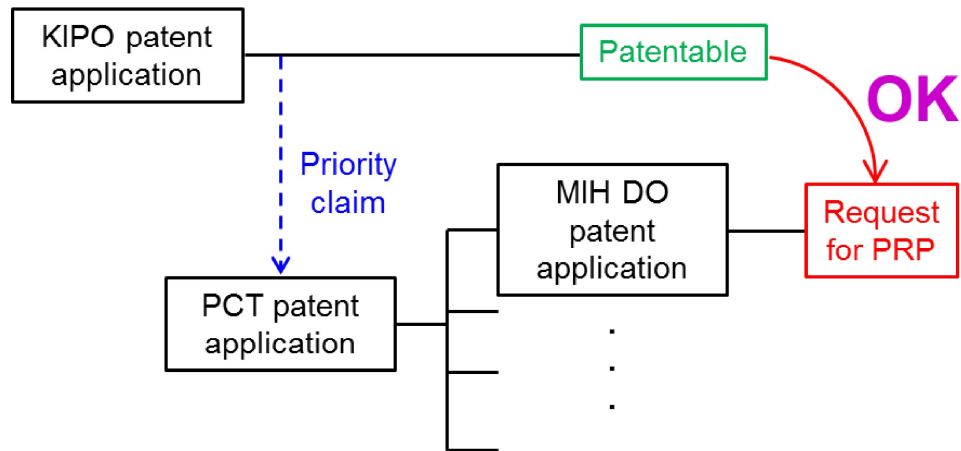 KIPO patent
application
Patentable
OK
Priority
claim
MIH DO
patent
application
Request
for PRP
PCT patent
application